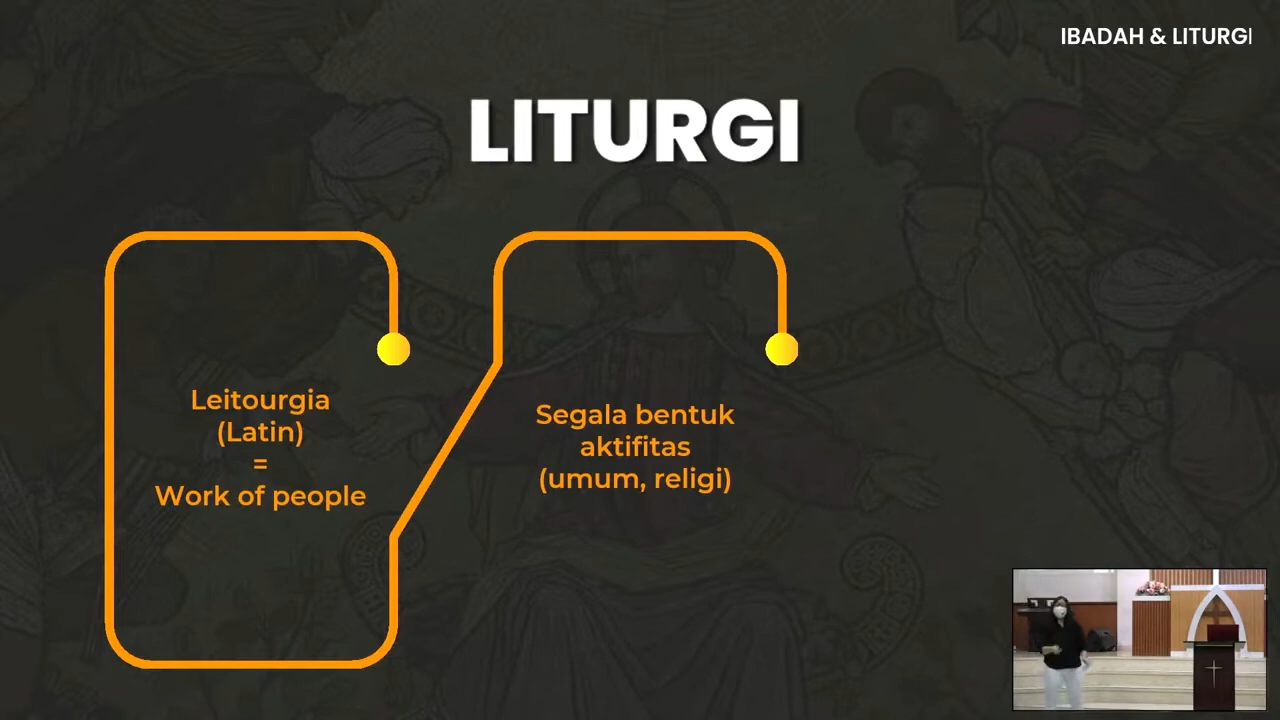 IBADAH & LITURGI
LITURGI
Leitourgia
(Latin)
=
Work of people
Segala bentuk
aktifitas
(umum, religi)